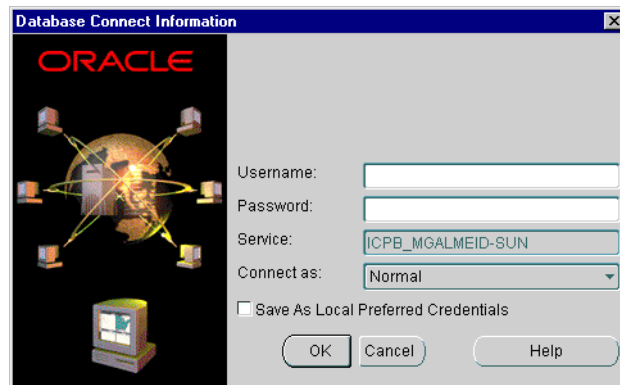 Database Connect Information
ORACLE
Username:
Password:
Service: ICPB_MGALMEID-SUN
Connect as: Normal
Save As Local Preferred Credentials
OK Cancel Help